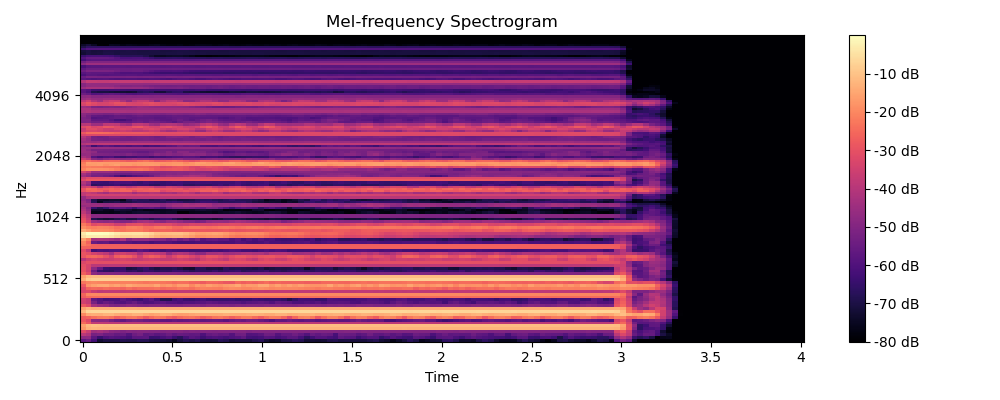 Mel-frequency Spectrogram
Hz
4096
2048
1024
512
0
0
0.5
1
1.5
2
2.5
3
3.5
4
Time
-10 dB
-20 dB
-30 dB
-40 dB
-50 dB
-60 dB
-70 dB
-80 dB